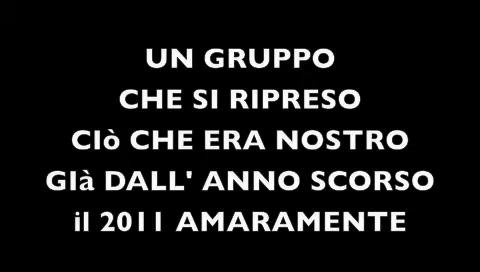 UN GRUPPO
CHE SI RIPRESO
CIò CHE ERA NOSTRO
GIà DALL' ANNO SCORSO
il 2011 AMARAMENTE